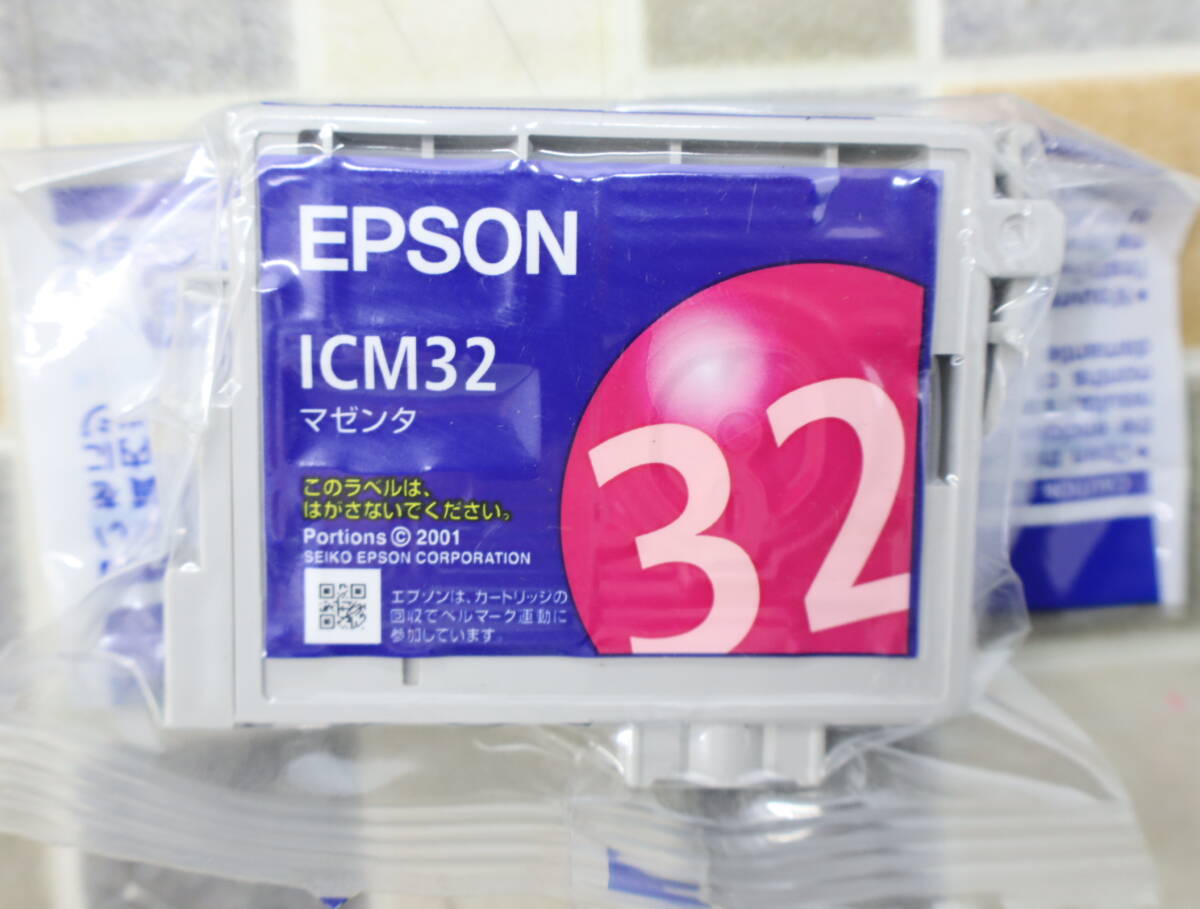 EPSON
ICM32
マゼンタ
32
このラベルは、
はがさないでください。
Portions © 2001
SEIKO EPSON CORPORATION
エプソンは、カートリッジの
回収でベルマーク運動に
参加しています。
CAUTION